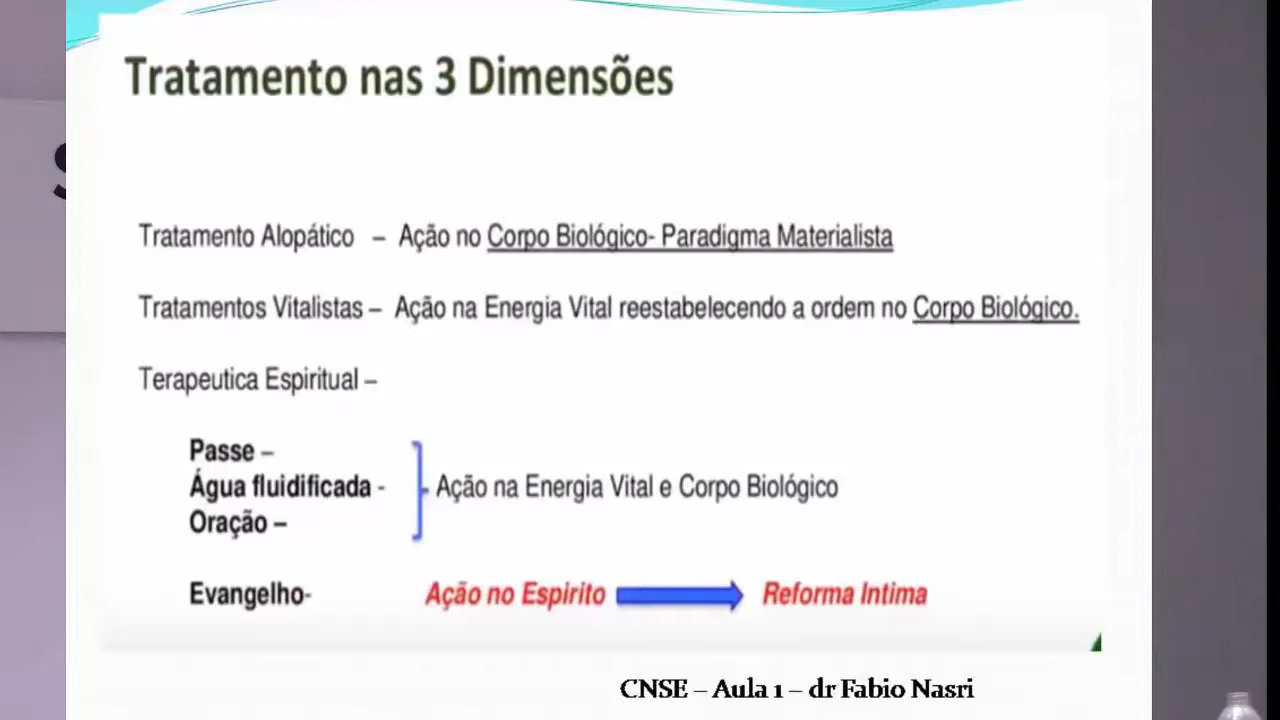 Tratamento nas 3 Dimensões
Tratamento Alopático – Ação no Corpo Biológico- Paradigma Materialista
Tratamentos Vitalistas – Ação na Energia Vital reestabelecendo a ordem no Corpo Biológico.
Terapeutica Espiritual –
Passe –
Água fluidificada - Ação na Energia Vital e Corpo Biológico
Oração –
Evangelho- Ação no Espirito Reforma Intima
CNSE – Aula 1 – dr Fabio Nasri